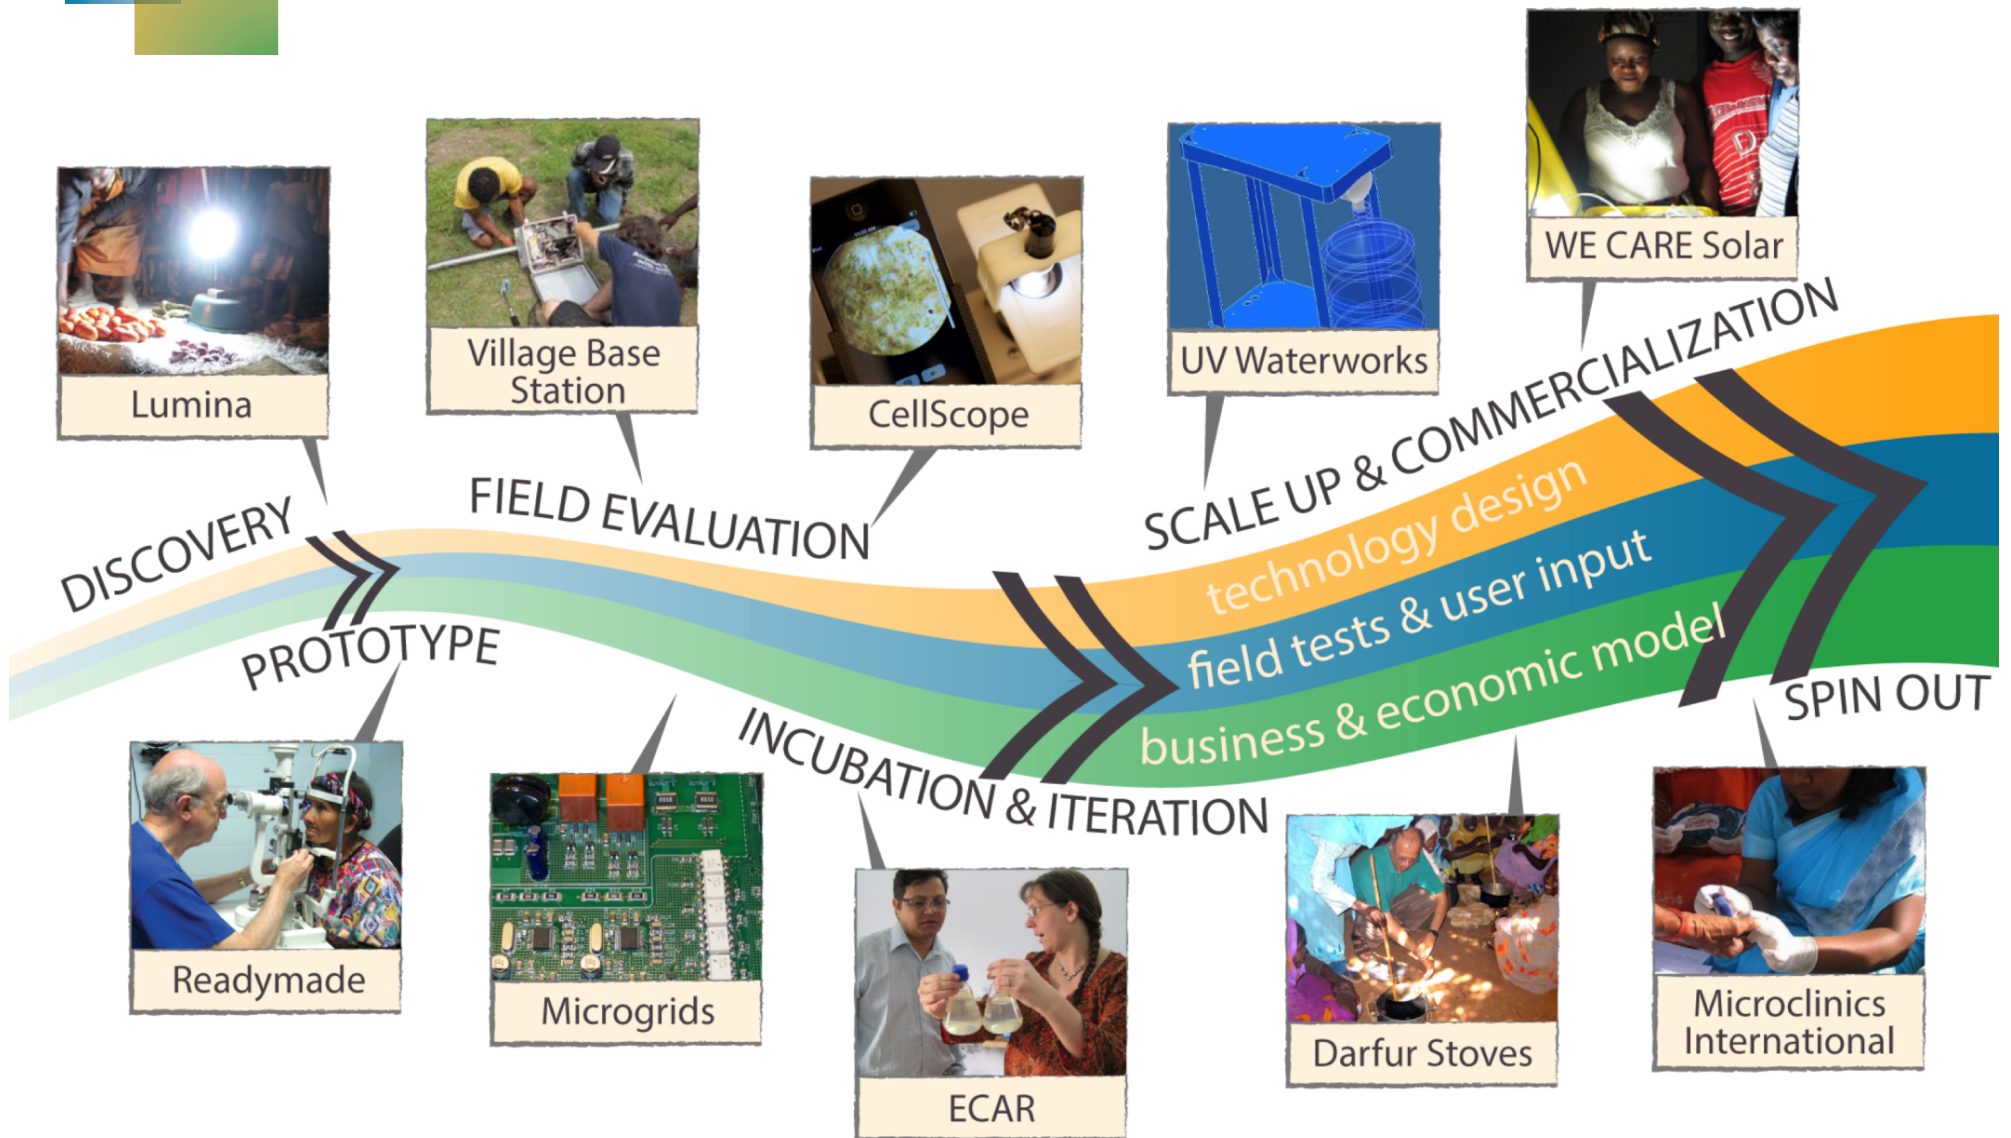 WE CARE Solar
Village Base
Station
UV Waterworks
Lumina
CellScope
DISCOVERY
FIELD EVALUATION
SCALE UP & COMMERCIALIZATION
technology design
field tests & user input
business & economic model
PROTOTYPE
INCUBATION & ITERATION
SPIN OUT
Readymade
Microgrids
ECAR
Darfur Stoves
Microclinics
International